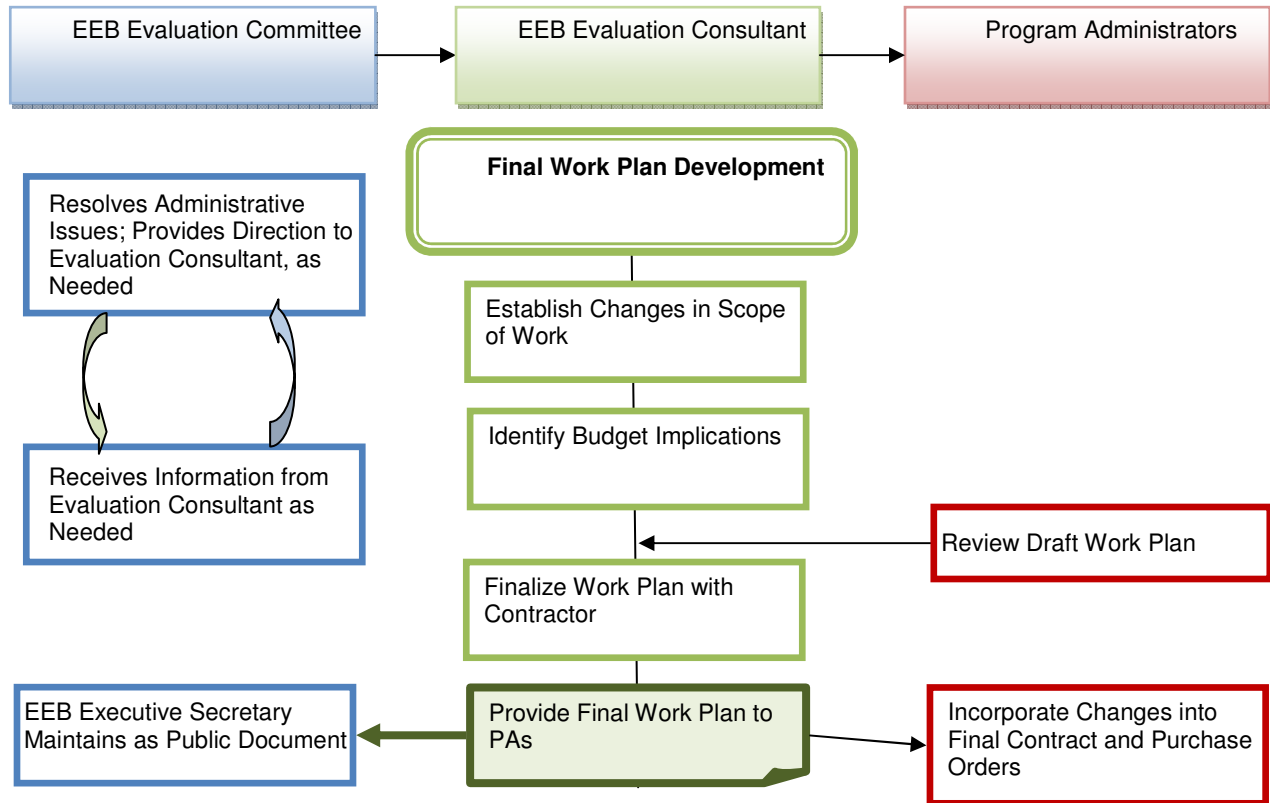 EEB Evaluation Committee
EEB Evaluation Consultant
Program Administrators
Final Work Plan Development
Resolves Administrative
Issues; Provides Direction to
Evaluation Consultant, as
Needed
Establish Changes in Scope
of Work
Identify Budget Implications
Receives Information from
Evaluation Consultant as
Needed
Review Draft Work Plan
Finalize Work Plan with
Contractor
EEB Executive Secretary
Maintains as Public Document
Provide Final Work Plan to
PAs
Incorporate Changes into
Final Contract and Purchase
Orders